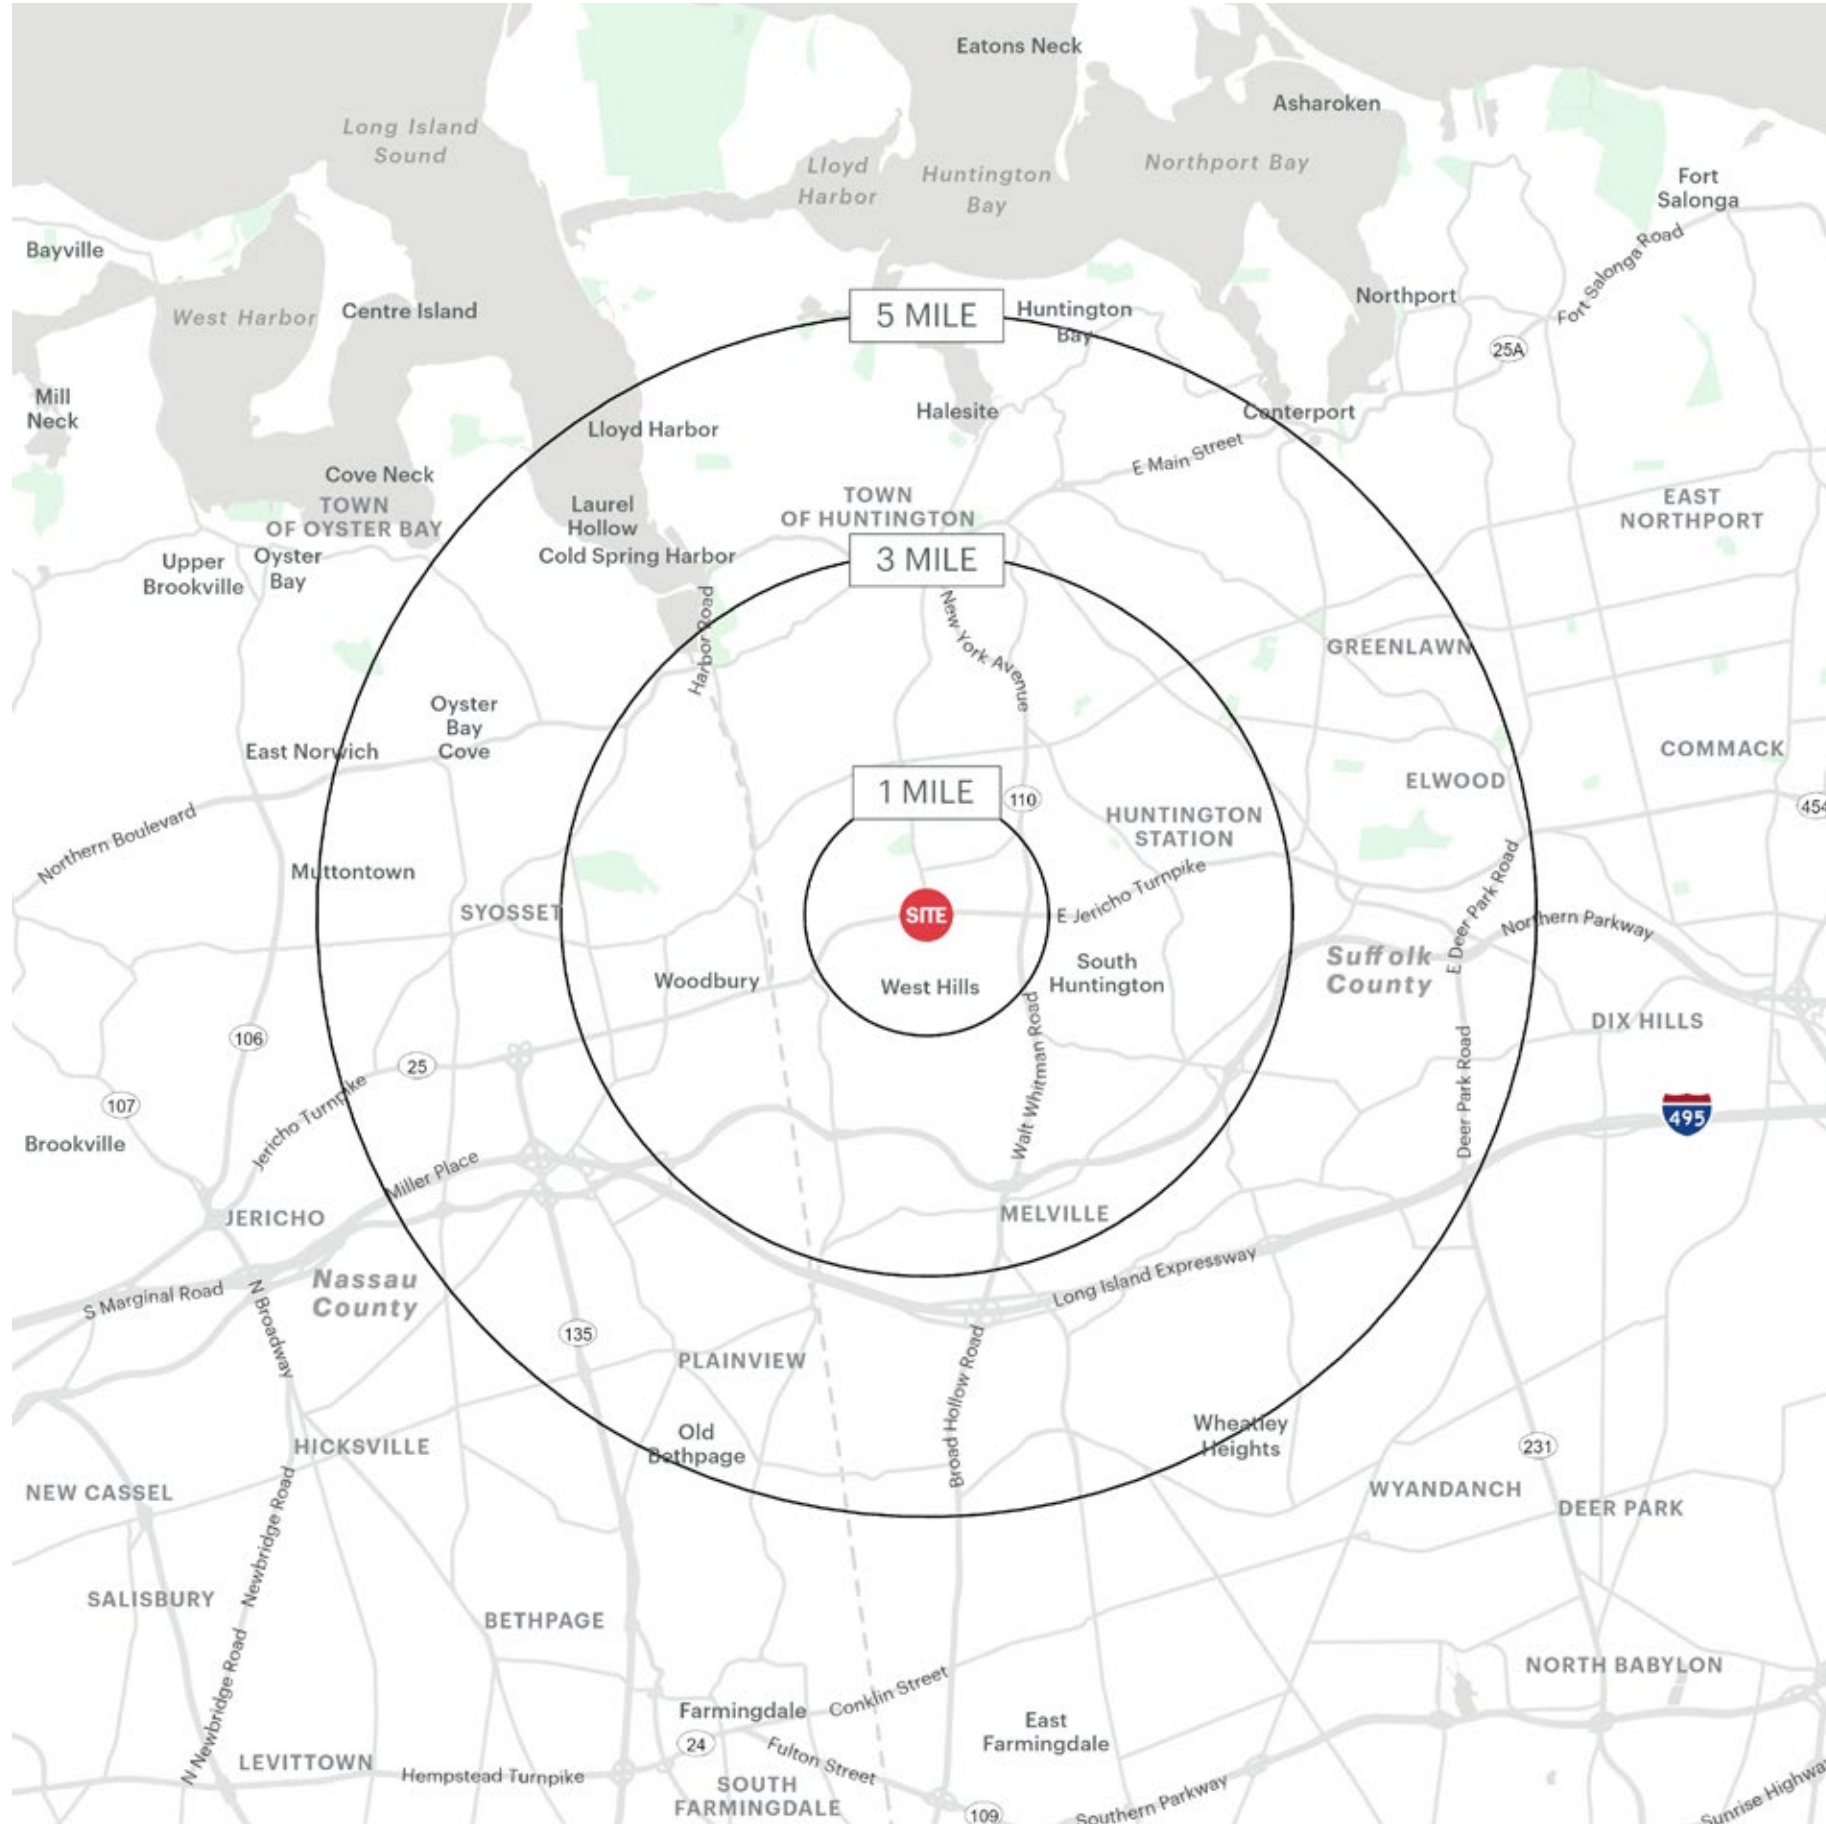 Eatons Neck
Asharoken
Long Island
Sound
Lloyd
Harbor
Huntington
Bay
Northport Bay
Fort
Salonga
Bayville
Fort Salonga Road
West Harbor
Centre Island
5 MILE
Huntington
Bay
Northport
25A
Mill
Neck
Lloyd Harbor
Halesite
Centerport
E Main Street
Cove Neck
TOWN
OF OYSTER BAY
Laurel
Hollow
TOWN
OF HUNTINGTON
EAST
NORTHPORT
Upper
Brookville
Oyster
Bay
Cold Spring Harbor
3 MILE
Harbor Road
New York Avenue
GREENLAWN
Oyster
Bay
Cove
East Norwich
COMMACK
ELWOOD
1 MILE
110
454
HUNTINGTON
STATION
Northern Boulevard
Muttontown
SYOSSET
SITE
E Jericho Turnpike
E Deer Park Road
Northern Parkway
Woodbury
West Hills
South
Huntington
Suffolk
County
DIX HILLS
106
25
Walt Whitman Road
Deer Park Road
107
Jericho Turnpike
495
Brookville
Miller Place
JERICHO
MELVILLE
Nassau
County
S Marginal Road
N Broadway
Long Island Expressway
135
PLAINVIEW
Broad Hollow Road
Old
Bethpage
Wheatley
Heights
HICKSVILLE
231
NEW CASSEL
WYANDANCH
DEER PARK
Newbridge Road
SALISBURY
BETHPAGE
N Newbridge Road
NORTH BABYLON
Farmingdale
Conklin Street
East
Farmingdale
24
Fulton Street
LEVITTOWN
Hempstead Turnpike
SOUTH
FARMINGDALE
109
Southern Parkway
Sunrise Highwa